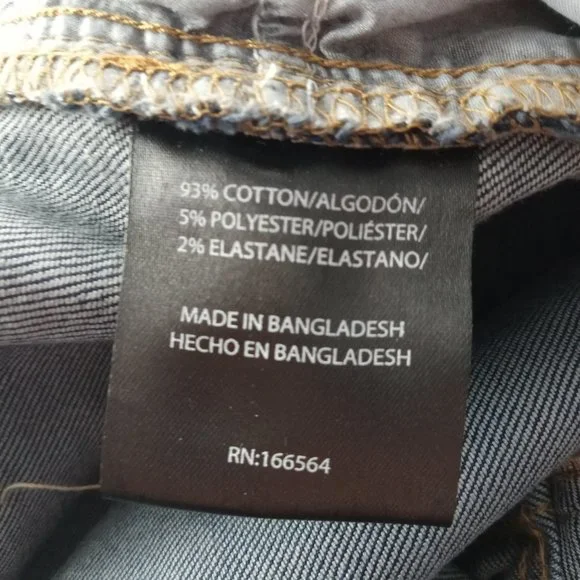 93% COTTON/ALGODÓN/
5% POLYESTER/POLIÉSTER/
2% ELASTANE/ELASTANO/
MADE IN BANGLADESH
HECHO EN BANGLADESH
RN:166564